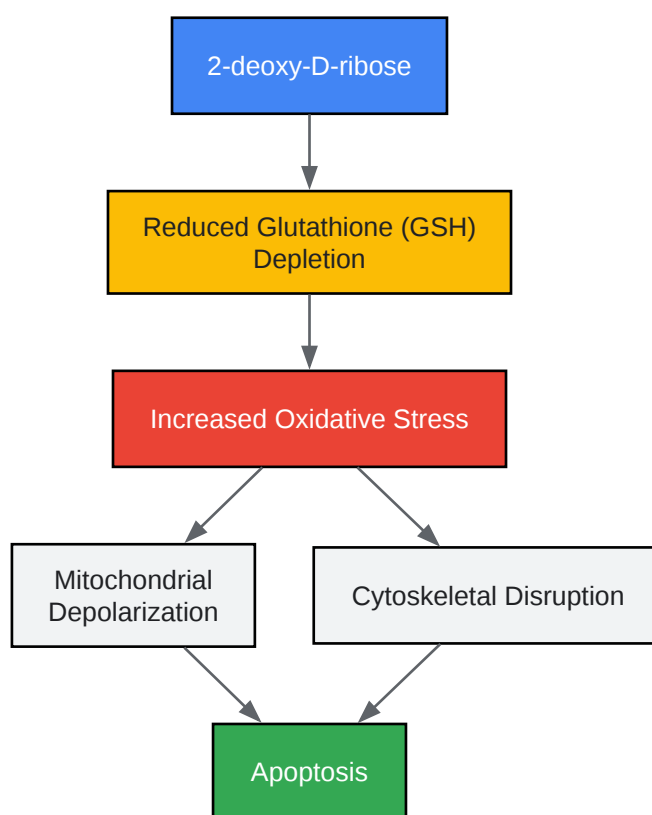 2-deoxy-D-ribose
Reduced Glutathione (GSH)
Depletion
Increased Oxidative Stress
Mitochondrial
Depolarization
Cytoskeletal Disruption
Apoptosis